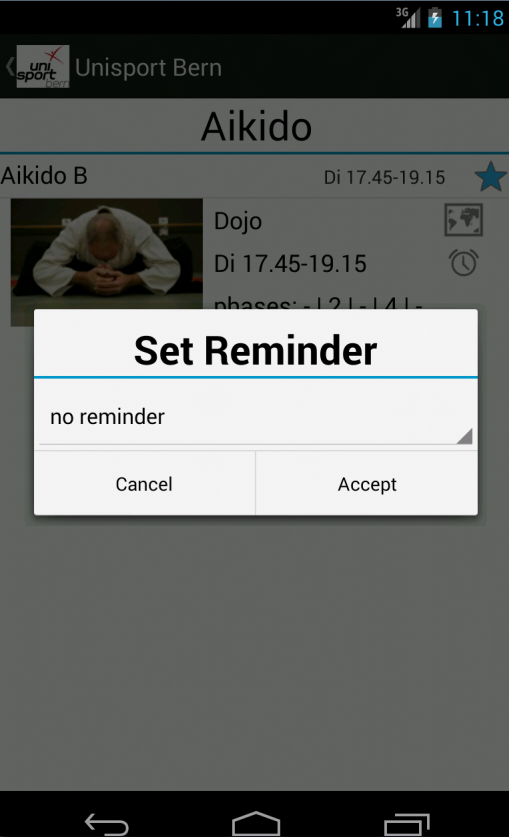 3G 11:18
uni sport bern Unisport Bern
Aikido
Aikido B Di 17.45-19.15
Dojo
Di 17.45-19.15
phases: - | 2 | - | 4 | -
Set Reminder
no reminder
Cancel Accept